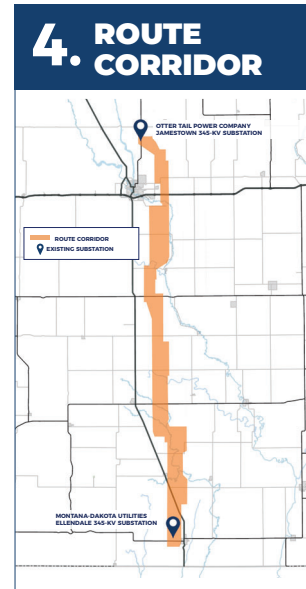 4. ROUTE
CORRIDOR
OTTER TAIL POWER COMPANY
JAMESTOWN 345-KV SUBSTATION
ROUTE CORRIDOR
EXISTING SUBSTATION
MONTANA-DAKOTA UTILITIES
ELLENDALE 345-KV SUBSTATION